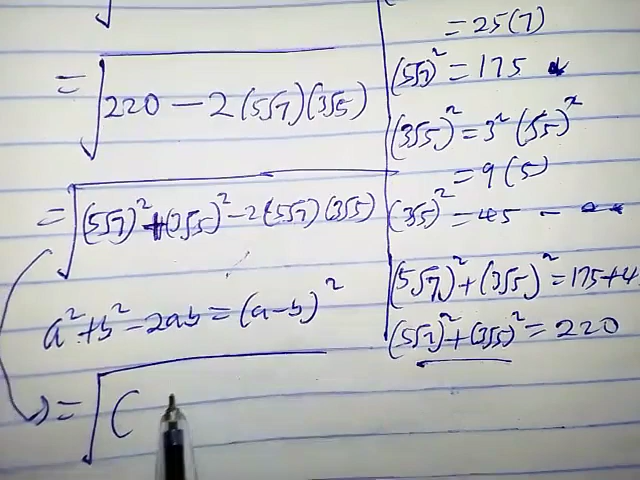 = √(220 - 2(5√7)(3√5))
= √((5√7)² + (3√5)² - 2(5√7)(3√5))
a² + b² - 2ab = (a - b)²
= √(
= 25(7)
(5√7)² = 175
(3√5)² = 3² (√5)²
= 9(5)
(3√5)² = 45 -
(5√7)² + (3√5)² = 175 + 4
(5√7)² + (3√5)² = 220